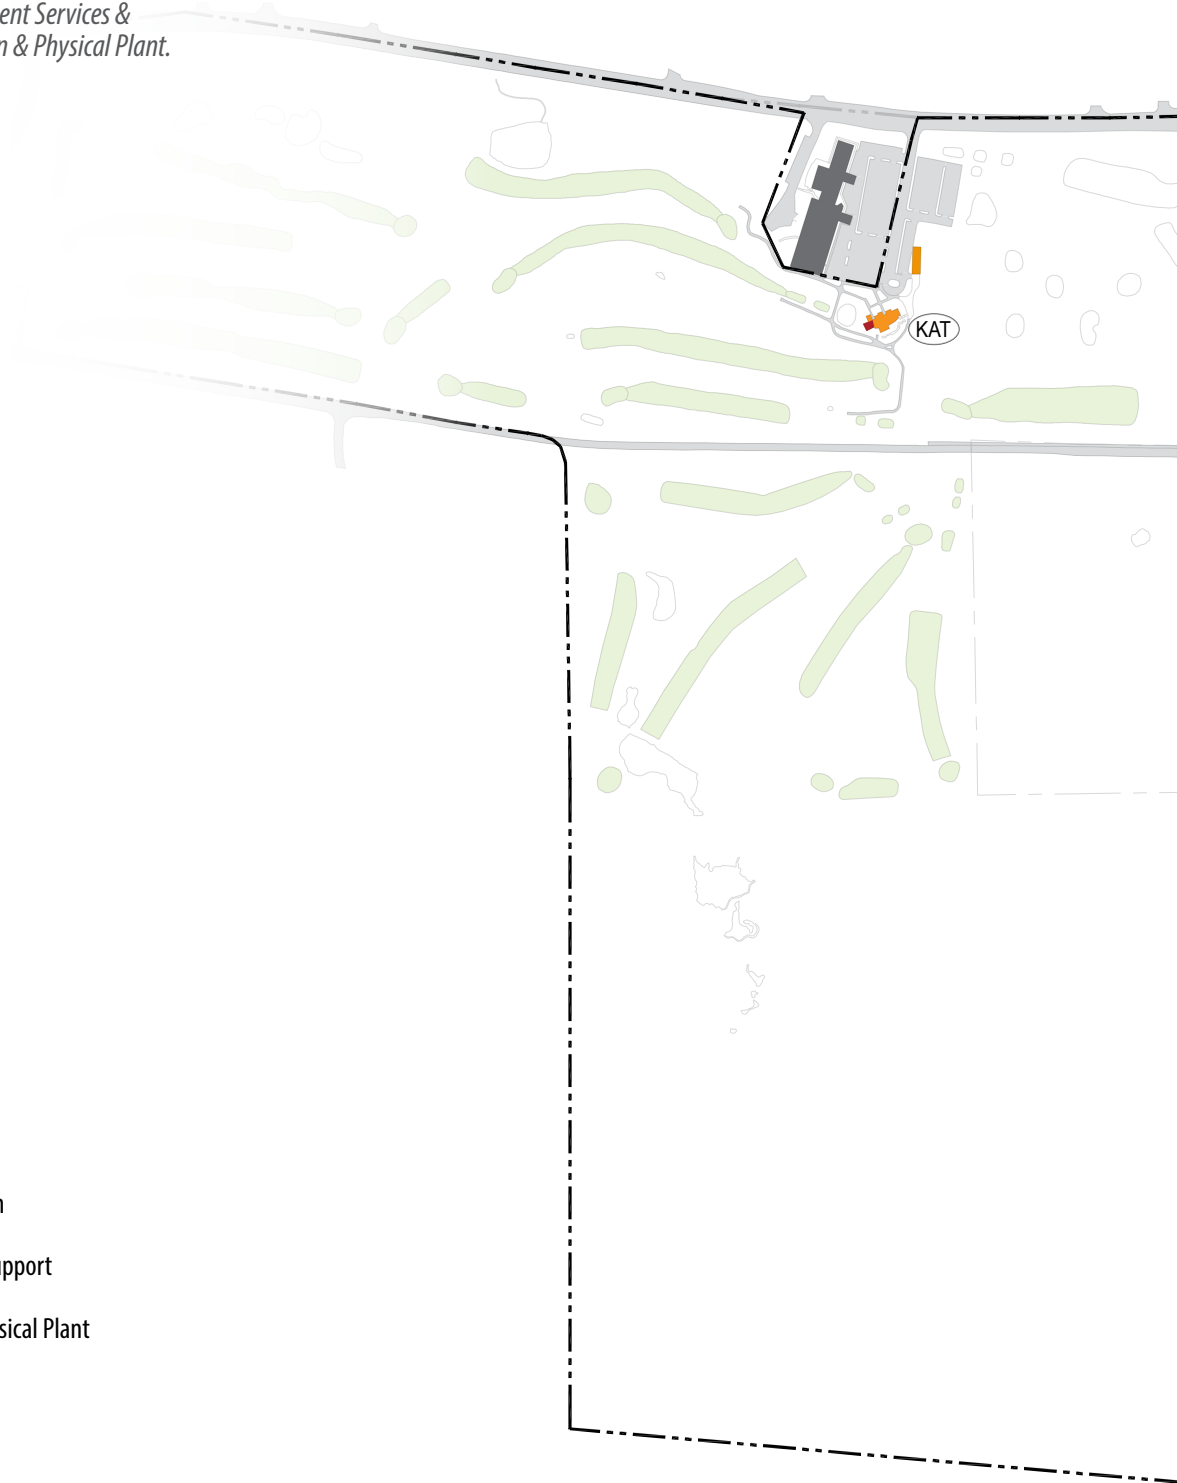 ent Services &
n & Physical Plant.
KAT
n
pport
sical Plant